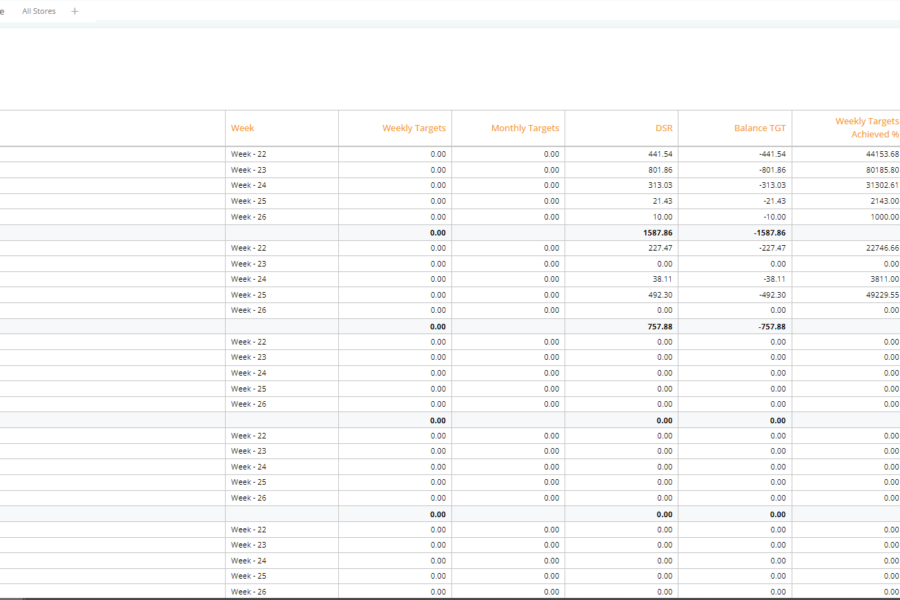 e All Stores +
Week Weekly Targets Monthly Targets DSR Balance TGT Weekly Targets Achieved %
Week - 22 0.00 0.00 441.54 -441.54 44153.68
Week - 23 0.00 0.00 801.86 -801.86 80185.80
Week - 24 0.00 0.00 313.03 -313.03 31302.61
Week - 25 0.00 0.00 21.43 -21.43 2143.00
Week - 26 0.00 0.00 10.00 -10.00 1000.00
0.00 1587.86 -1587.86
Week - 22 0.00 0.00 227.47 -227.47 22746.66
Week - 23 0.00 0.00 0.00 0.00 0.00
Week - 24 0.00 0.00 38.11 -38.11 3811.00
Week - 25 0.00 0.00 492.30 -492.30 49229.55
Week - 26 0.00 0.00 0.00 0.00 0.00
0.00 757.88 -757.88
Week - 22 0.00 0.00 0.00 0.00 0.00
Week - 23 0.00 0.00 0.00 0.00 0.00
Week - 24 0.00 0.00 0.00 0.00 0.00
Week - 25 0.00 0.00 0.00 0.00 0.00
Week - 26 0.00 0.00 0.00 0.00 0.00
0.00 0.00 0.00
Week - 22 0.00 0.00 0.00 0.00 0.00
Week - 23 0.00 0.00 0.00 0.00 0.00
Week - 24 0.00 0.00 0.00 0.00 0.00
Week - 25 0.00 0.00 0.00 0.00 0.00
Week - 26 0.00 0.00 0.00 0.00 0.00
0.00 0.00 0.00
Week - 22 0.00 0.00 0.00 0.00 0.00
Week - 23 0.00 0.00 0.00 0.00 0.00
Week - 24 0.00 0.00 0.00 0.00 0.00
Week - 25 0.00 0.00 0.00 0.00 0.00
Week - 26 0.00 0.00 0.00 0.00 0.00